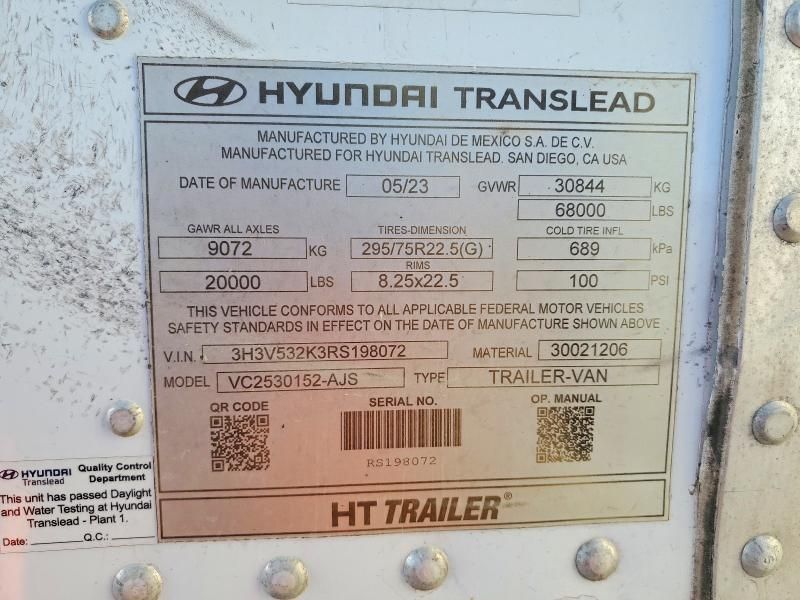 HYUNDAI TRANSLEAD
MANUFACTURED BY HYUNDAI DE MEXICO S.A. DE C.V.
MANUFACTURED FOR HYUNDAI TRANSLEAD. SAN DIEGO, CA USA
DATE OF MANUFACTURE 05/23 GVWR 30844 KG
68000 LBS
GAWR ALL AXLES TIRES-DIMENSION COLD TIRE INFL
9072 KG 295/75R22.5(G) 689 kPa
RIMS
20000 LBS 8.25x22.5 100 PSI
THIS VEHICLE CONFORMS TO ALL APPLICABLE FEDERAL MOTOR VEHICLES
SAFETY STANDARDS IN EFFECT ON THE DATE OF MANUFACTURE SHOWN ABOVE
V.I.N. 3H3V532K3RS198072 MATERIAL 30021206
MODEL VC2530152-AJS TYPE TRAILER-VAN
QR CODE SERIAL NO. OP. MANUAL
RS198072
HT TRAILER®
HYUNDAI Translead Quality Control Department
This unit has passed Daylight
and Water Testing at Hyundai
Translead - Plant 1.
Date: Q.C.: